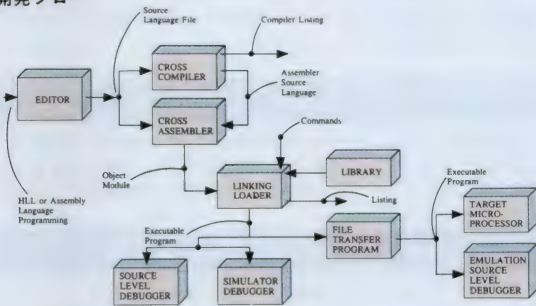 開発フロー
Source
Language File
Compiler Listing
CROSS
COMPILER
EDITOR
Assembler
Source
Language
CROSS
ASSEMBLER
Commands
HLL or Assembly
Language
Programming
Object
Module
LINKING
LOADER
LIBRARY
Listing
Executable
Program
Executable
Program
FILE
TRANSFER
PROGRAM
TARGET
MICRO-
PROCESSOR
SOURCE
LEVEL
DEBUGGER
SIMULATOR
DEBUGGER
EMULATION
SOURCE
LEVEL
DEBUGGER